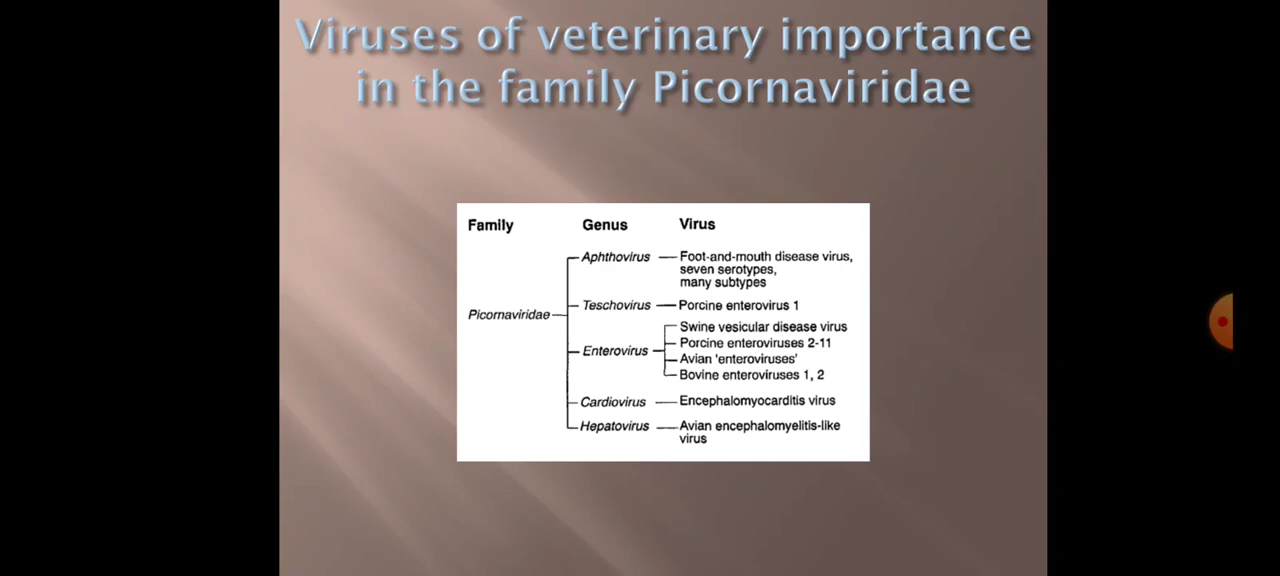 Viruses of veterinary importance
in the family Picornaviridae
Family Genus Virus
Aphthovirus Foot-and-mouth disease virus,
seven serotypes,
many subtypes
Teschovirus Porcine enterovirus 1
Picornaviridae
Swine vesicular disease virus
Porcine enteroviruses 2-11
Enterovirus
Avian 'enteroviruses'
Bovine enteroviruses 1, 2
Cardiovirus Encephalomyocarditis virus
Hepatovirus Avian encephalomyelitis-like
virus